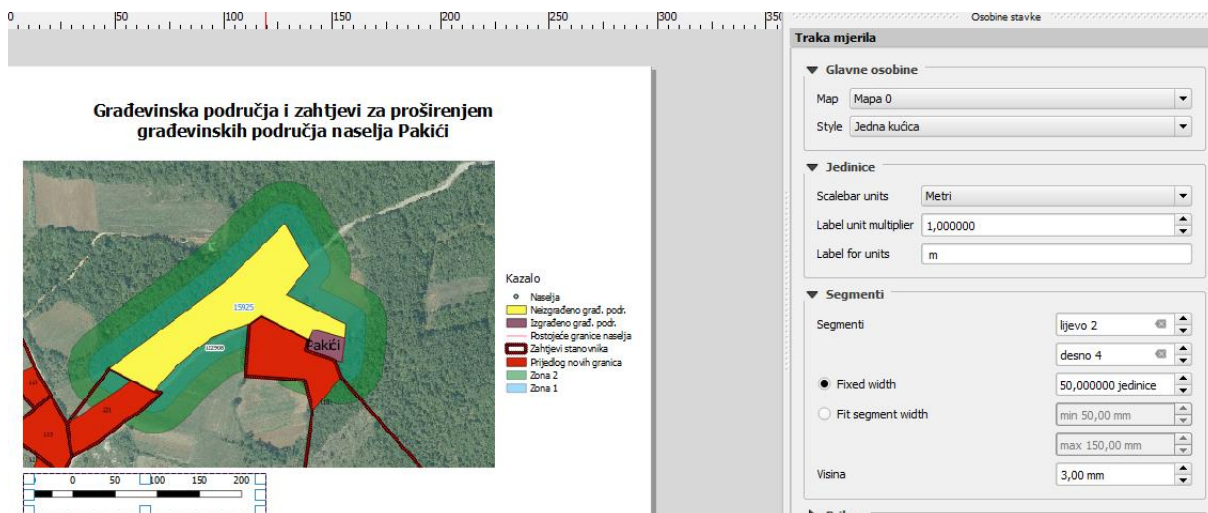 0 50 100 150 200 250 300 350
Građevinska područja i zahtjevi za proširenjem
građevinskih područja naselja Pakići
15925
Pakići
Kazalo
Naselja
Neizgrađeno građ. podr.
Izgrađeno građ. podr.
Postojeće granice naselja
Zahtjevi stanovnika
Prijedlog novih granica
Zona 2
Zona 1
0 50 100 150 200
Osobine stavke
Traka mjerila
Glavne osobine
Map Mapa 0
Style Jedna kućica
Jedinice
Scalebar units Metri
Label unit multiplier 1,000000
Label for units m
Segmenti
Segmenti lijevo 2
desno 4
Fixed width 50,000000 jedinice
Fit segment width min 50,00 mm
max 150,00 mm
Visina 3,00 mm